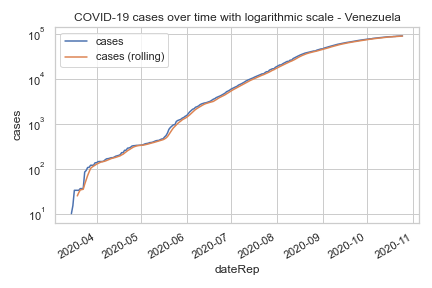 COVID-19 cases over time with logarithmic scale - Venezuela
cases
cases (rolling)
10⁵
10⁴
10³
10²
10¹
cases
2020-04
2020-05
2020-06
2020-07
2020-08
2020-09
2020-10
2020-11
dateRep